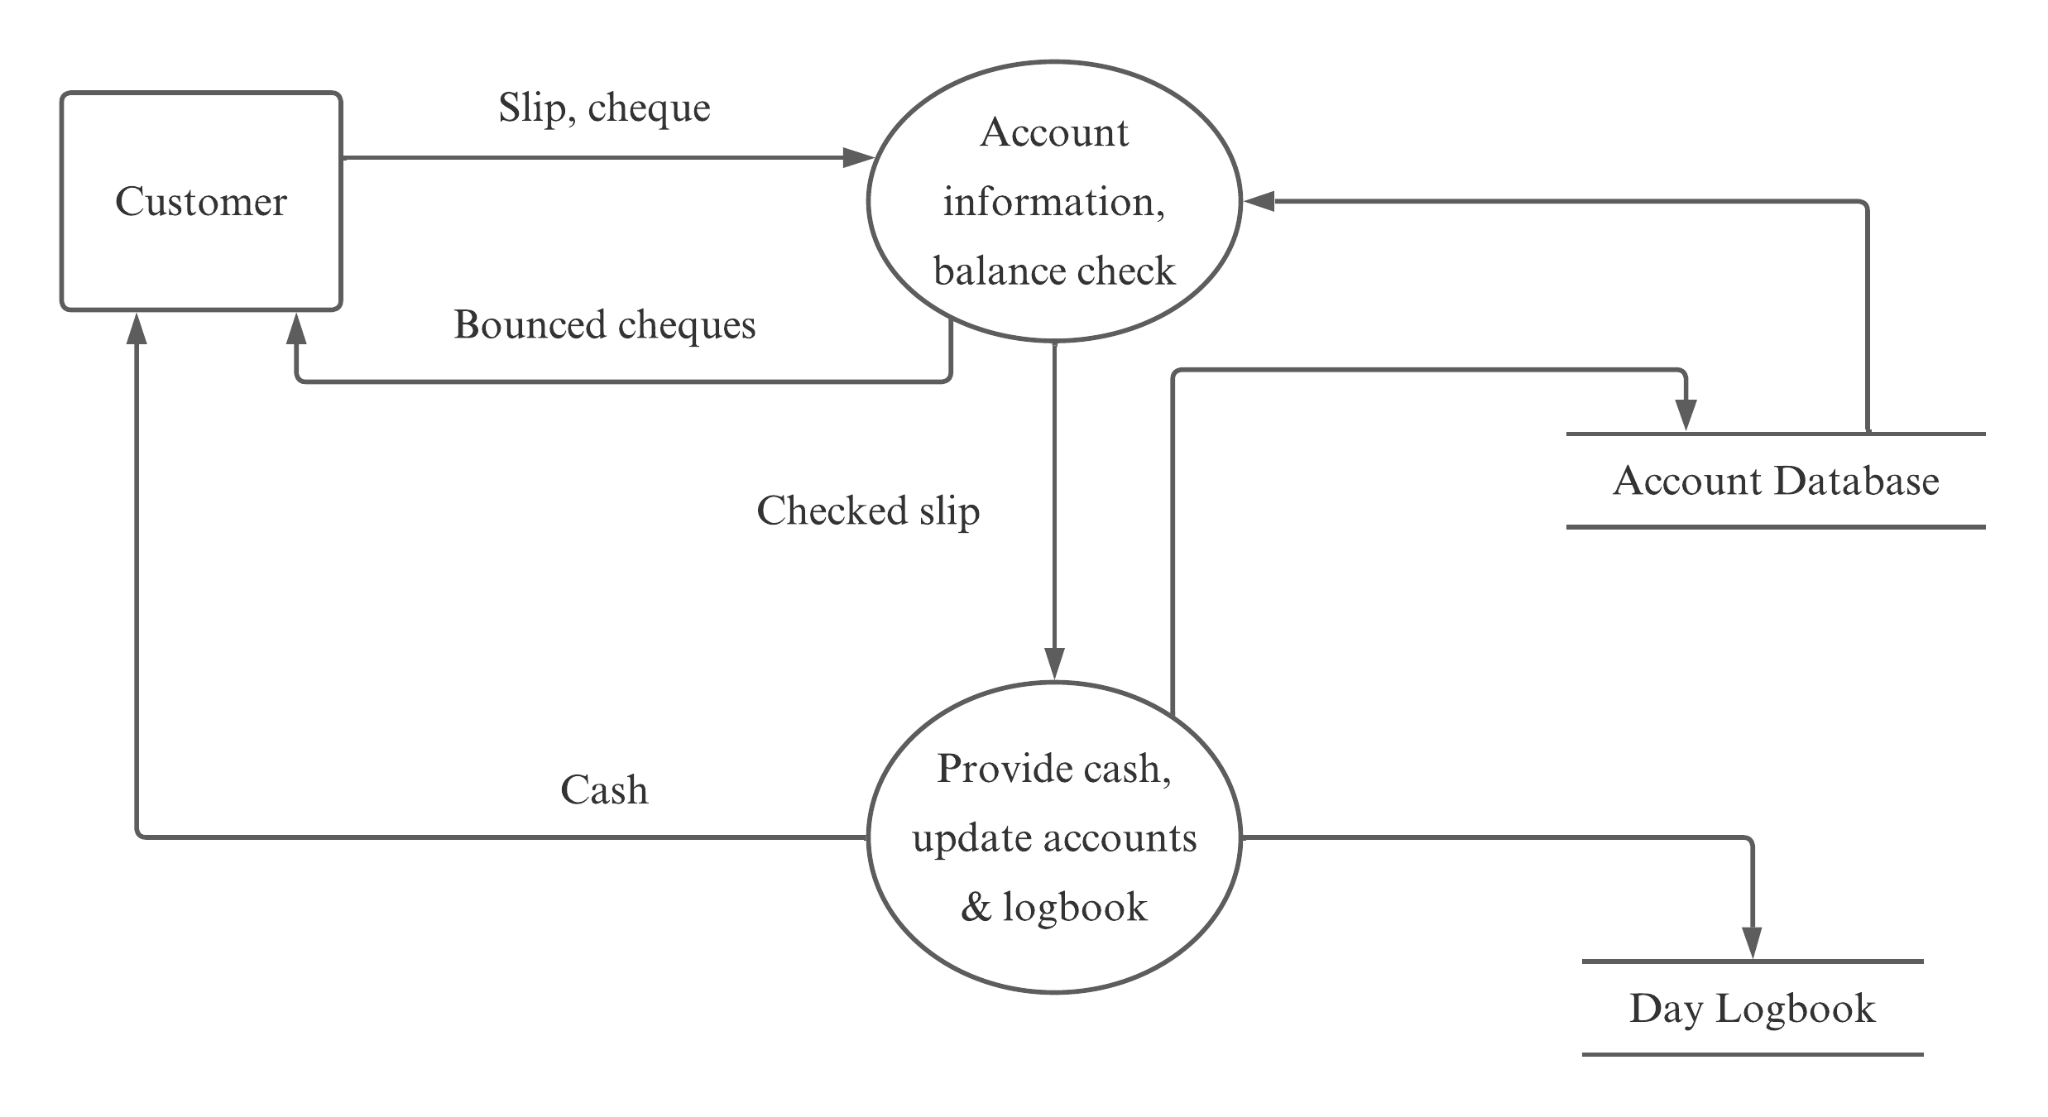 Slip, cheque
Customer
Account
information,
balance check
Bounced cheques
Account Database
Checked slip
Cash
Provide cash,
update accounts
& logbook
Day Logbook